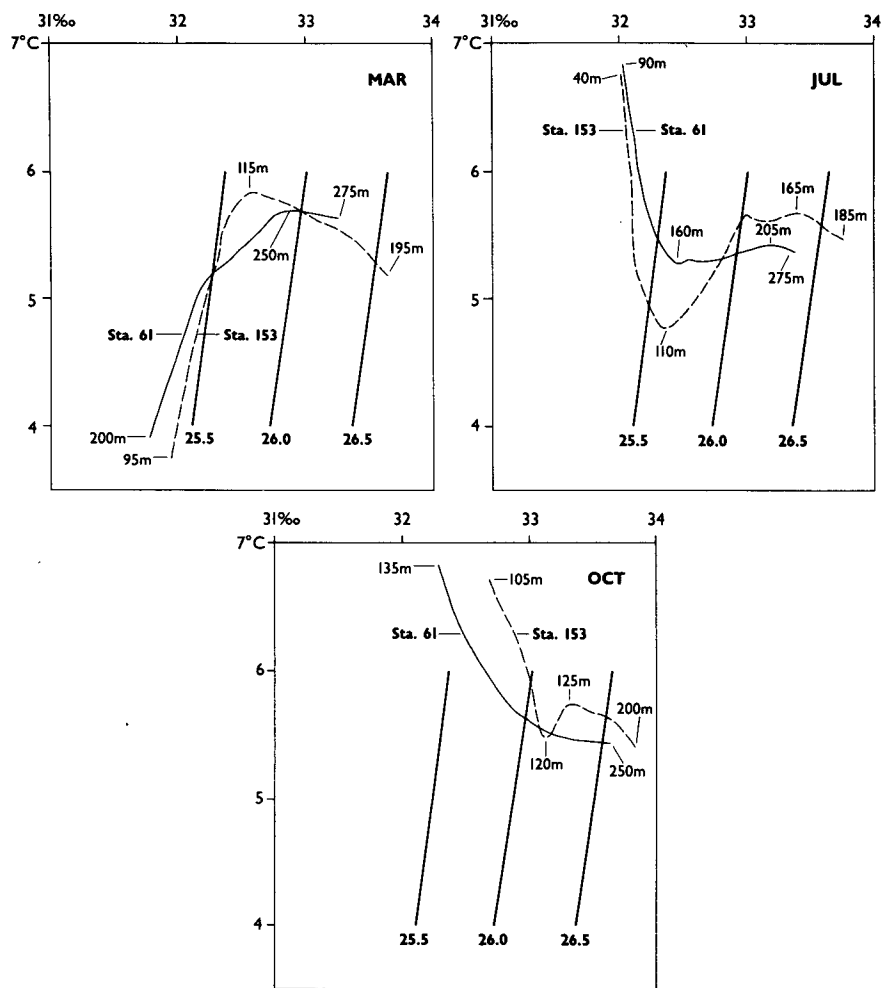 31‰ 32 33 34
7°C
MAR
6
115m
275m
250m
195m
5
Sta. 61 Sta. 153
4
200m
95m
25.5 26.0 26.5
31‰ 32 33 34
7°C
90m
40m
JUL
Sta. 153 Sta. 61
6
165m
185m
160m
205m
275m
5
110m
4
25.5 26.0 26.5
31‰ 32 33 34
7°C
135m
105m
OCT
Sta. 61 Sta. 153
6
125m
200m
120m
250m
5
4
25.5 26.0 26.5